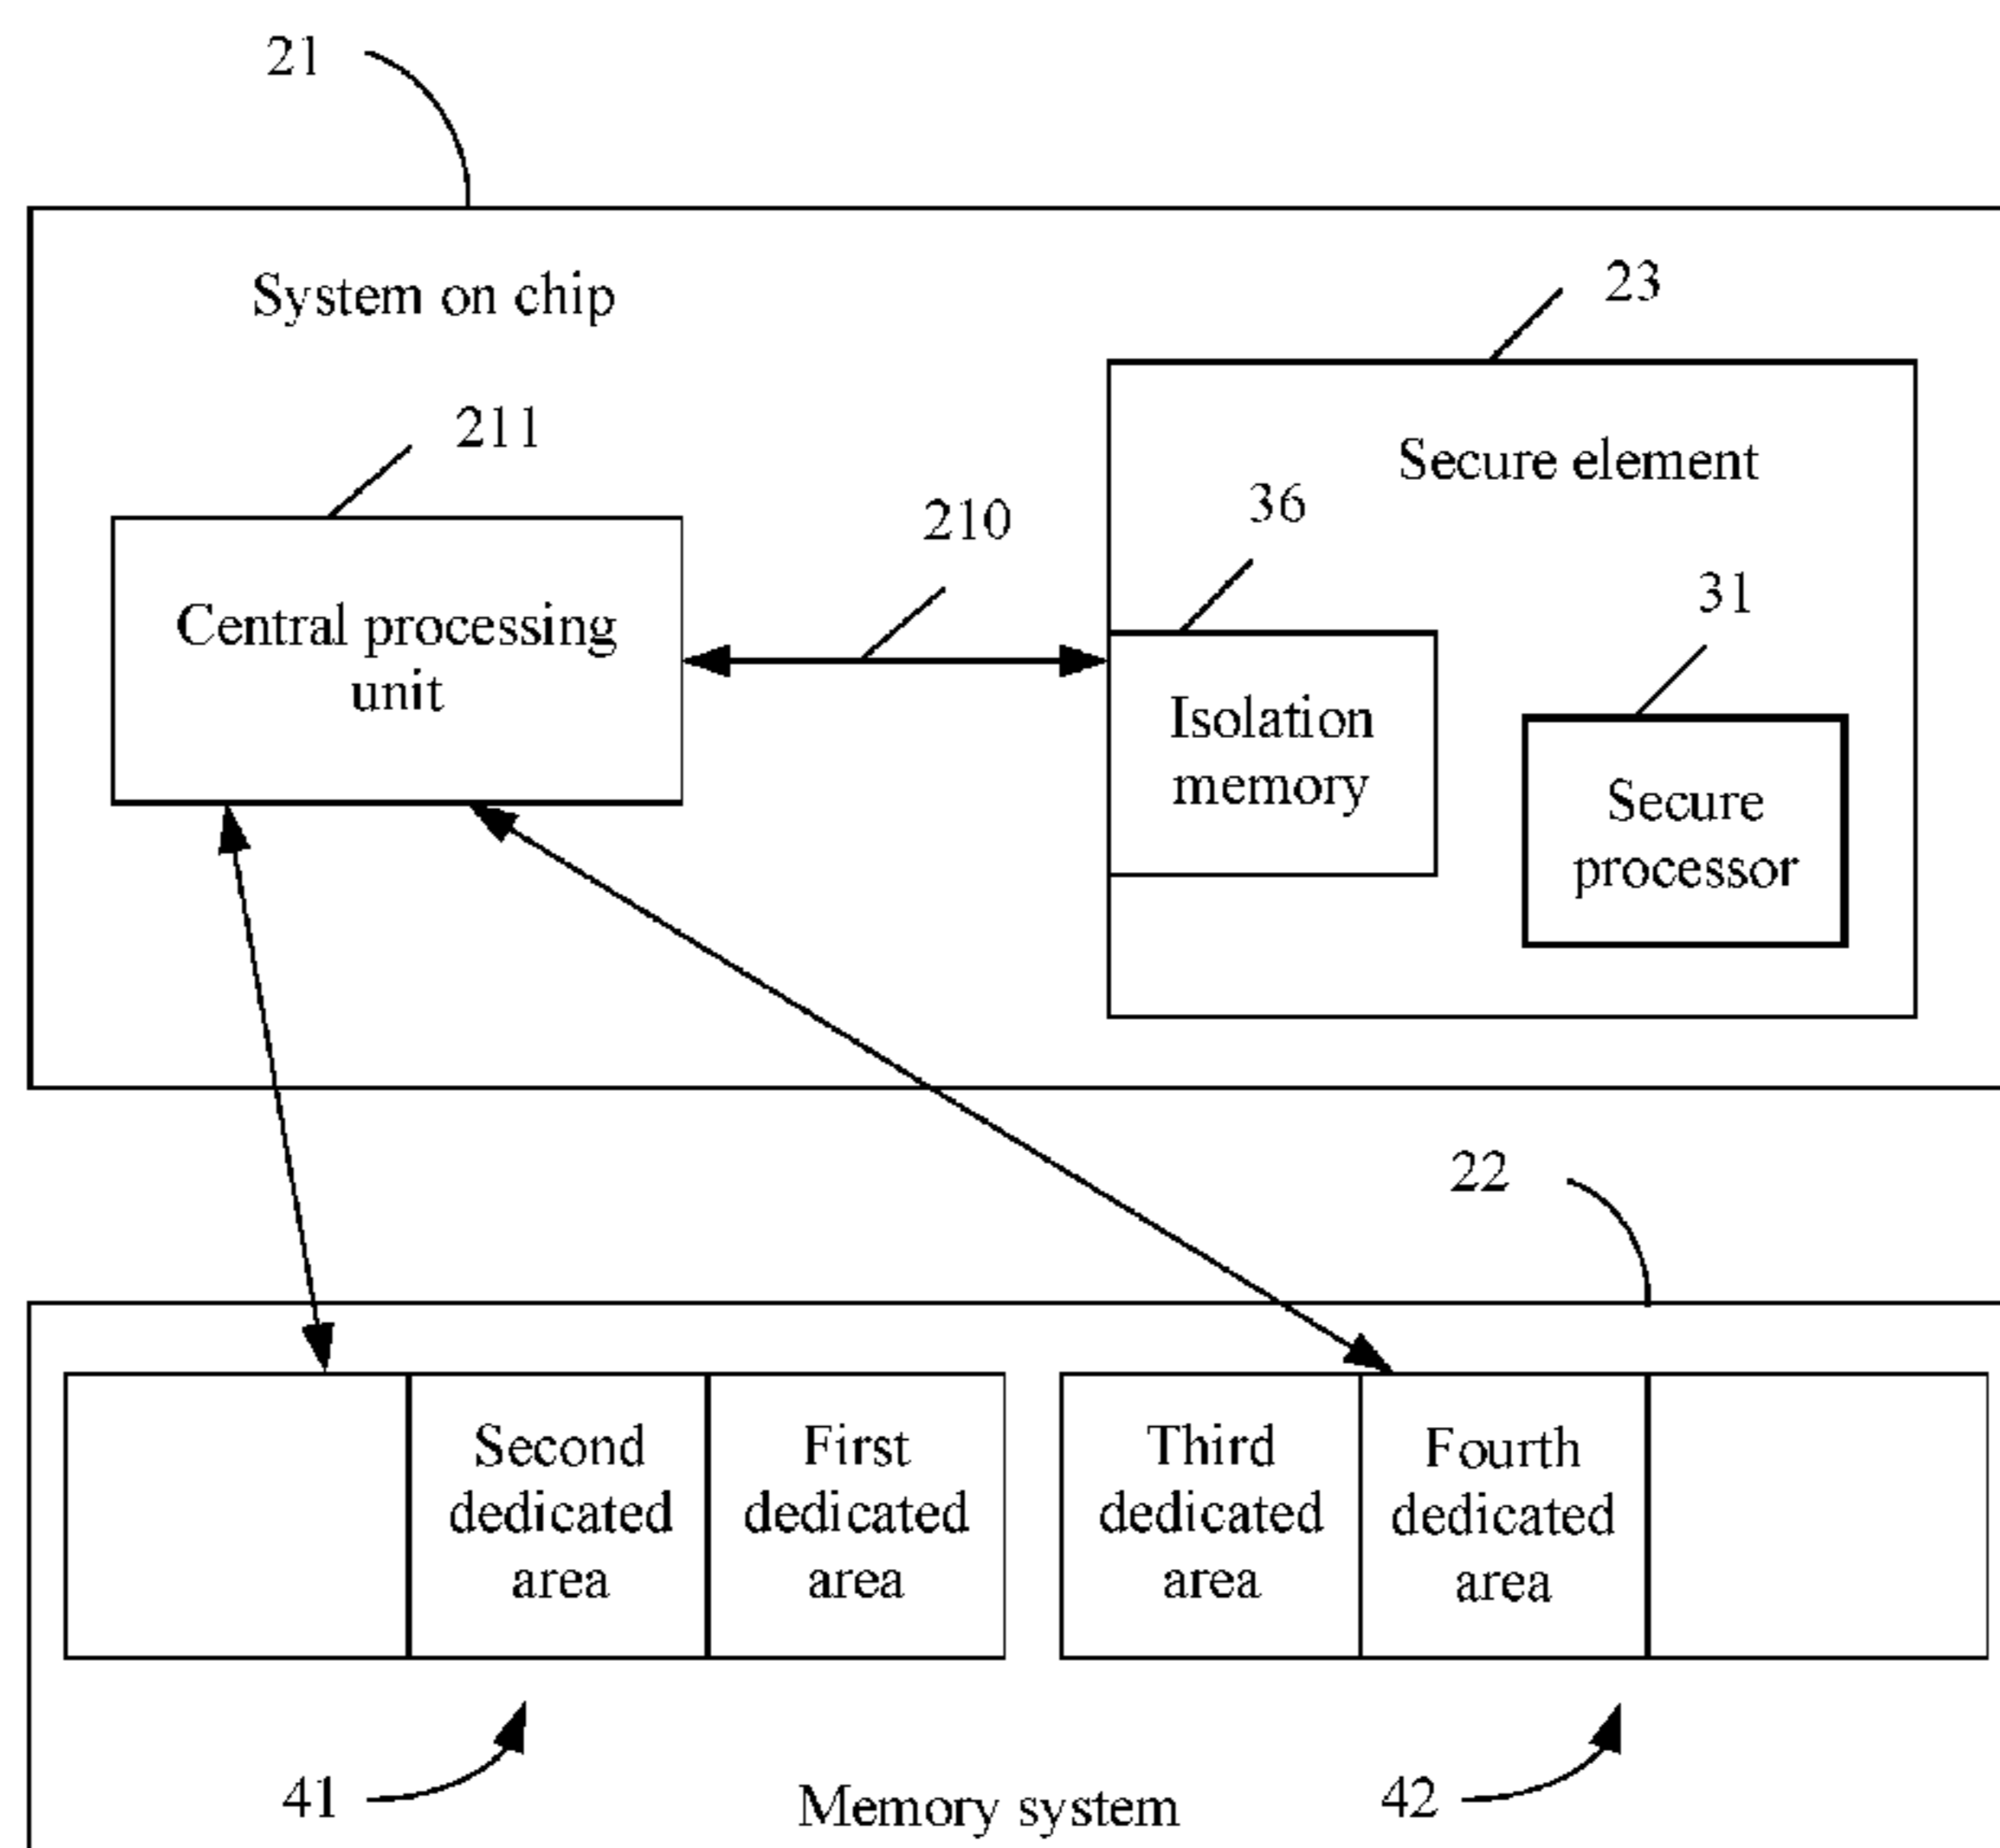 21
System on chip
23
211
Secure element
36
210
31
Central processing
unit
Isolation
memory
Secure
processor
22
Second
dedicated
area
First
dedicated
area
Third
dedicated
area
Fourth
dedicated
area
41
Memory system
42